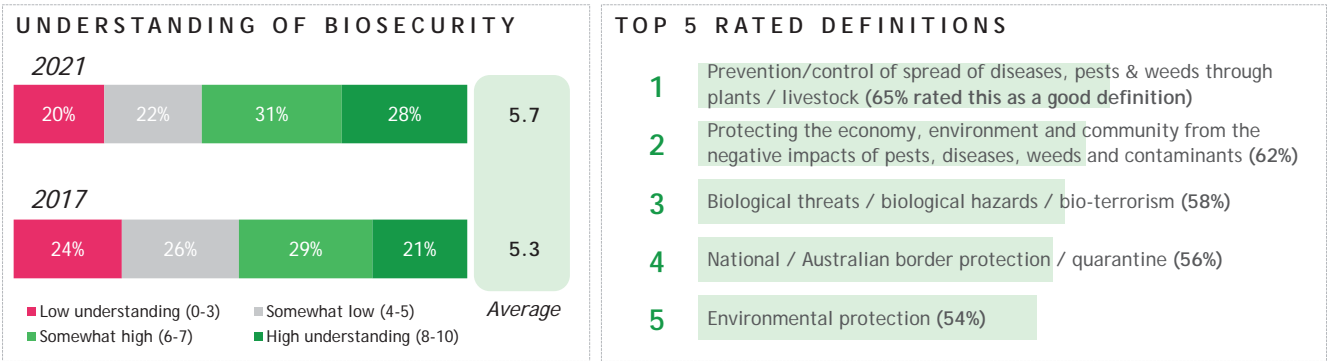 UNDERSTANDING OF BIOSECURITY
2021
20% 22% 31% 28% 5.7
2017
24% 26% 29% 21% 5.3
Low understanding (0-3) Somewhat low (4-5) Average
Somewhat high (6-7) High understanding (8-10)
TOP 5 RATED DEFINITIONS
1 Prevention/control of spread of diseases, pests & weeds through
plants / livestock (65% rated this as a good definition)
2 Protecting the economy, environment and community from the
negative impacts of pests, diseases, weeds and contaminants (62%)
3 Biological threats / biological hazards / bio-terrorism (58%)
4 National / Australian border protection / quarantine (56%)
5 Environmental protection (54%)